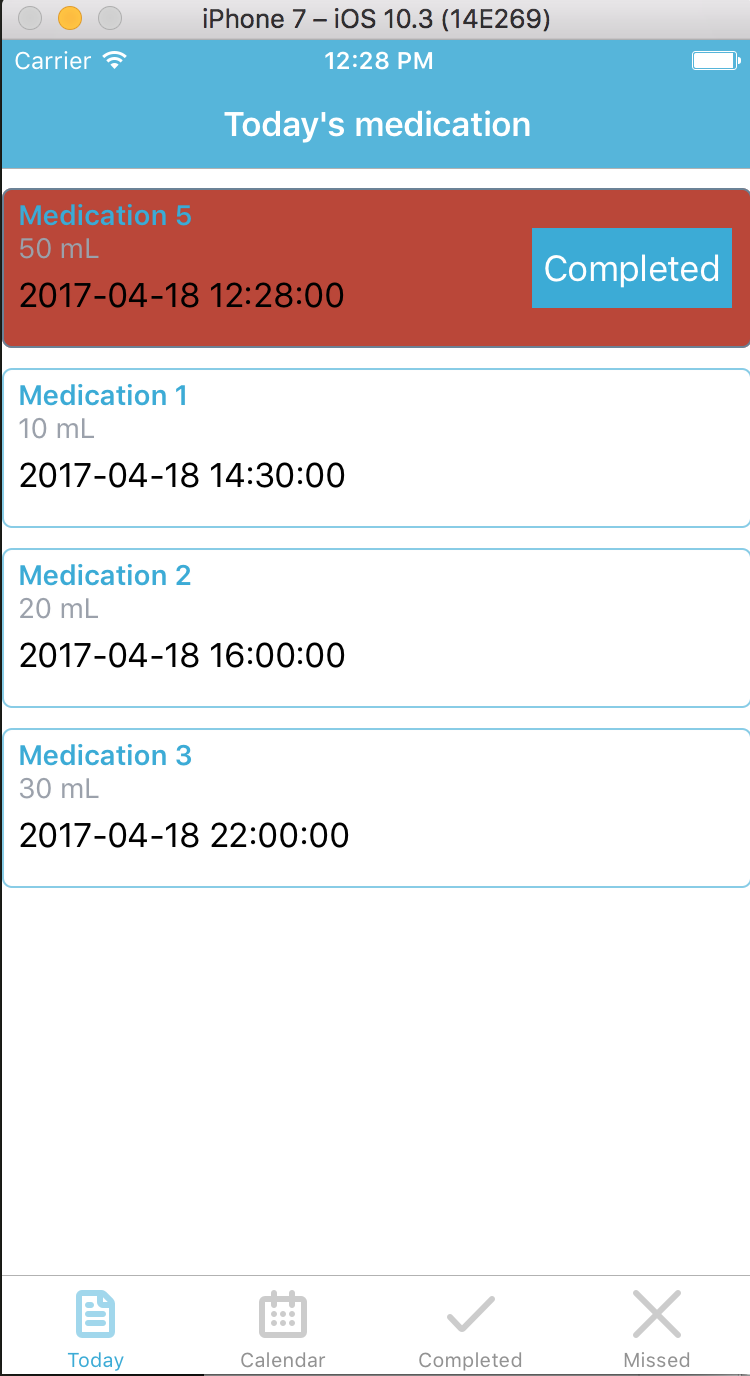 iPhone 7 – iOS 10.3 (14E269)
Carrier 12:28 PM
Today's medication
Medication 5
50 mL
2017-04-18 12:28:00
Completed
Medication 1
10 mL
2017-04-18 14:30:00
Medication 2
20 mL
2017-04-18 16:00:00
Medication 3
30 mL
2017-04-18 22:00:00
Today Calendar Completed Missed